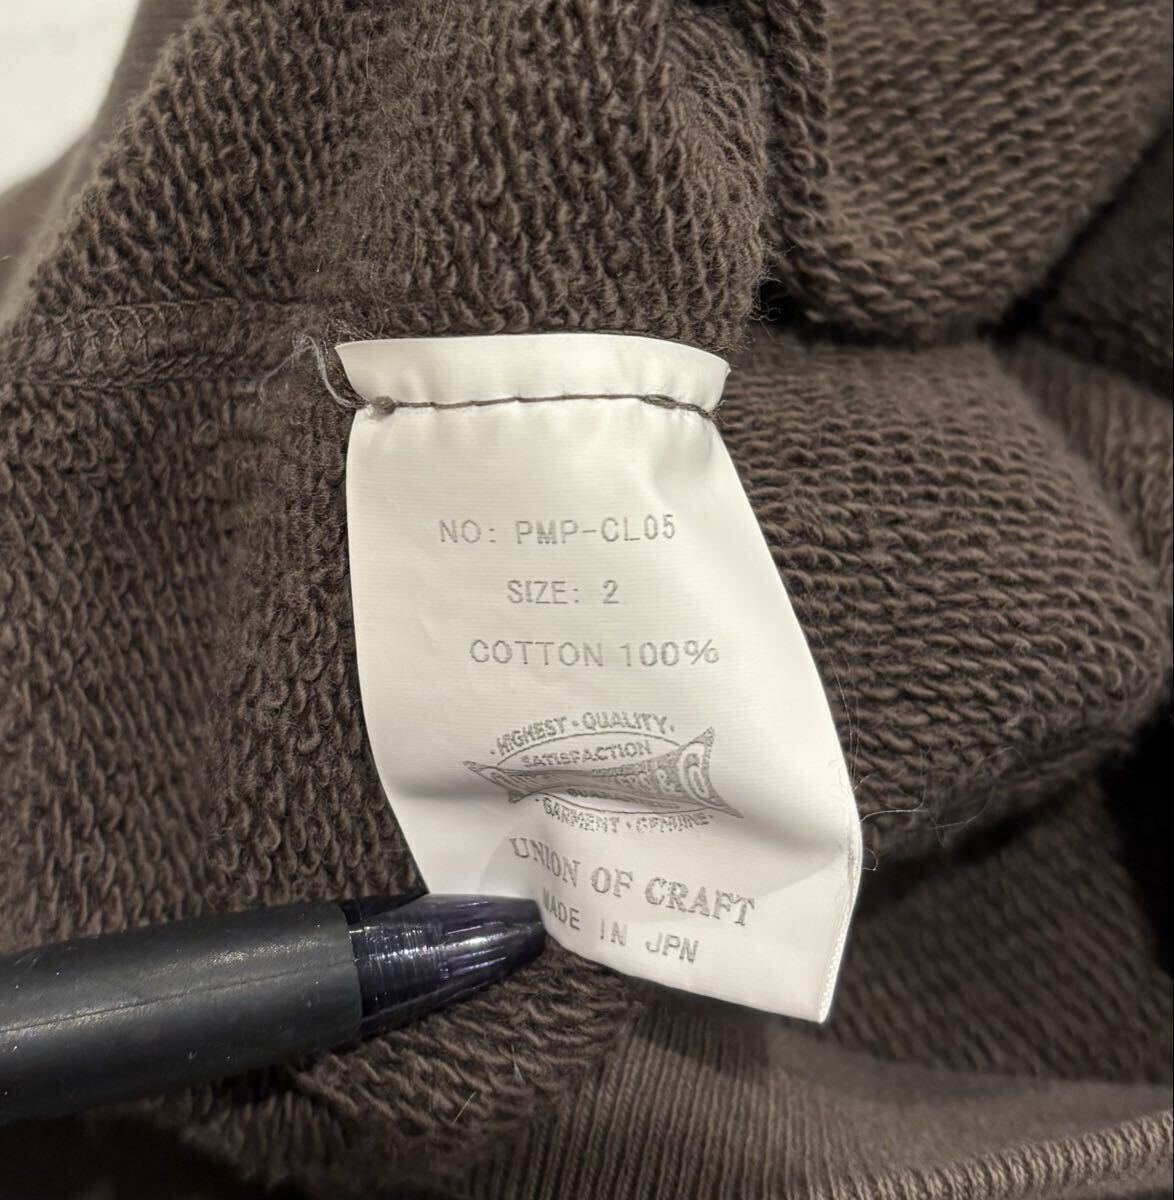 NO: PMP-CL05
SIZE: 2
COTTON 100%
·HIGHEST·QUALITY·
SATISFACTION
GARMENT·GENUINE·
UNION OF CRAFT
MADE IN JPN